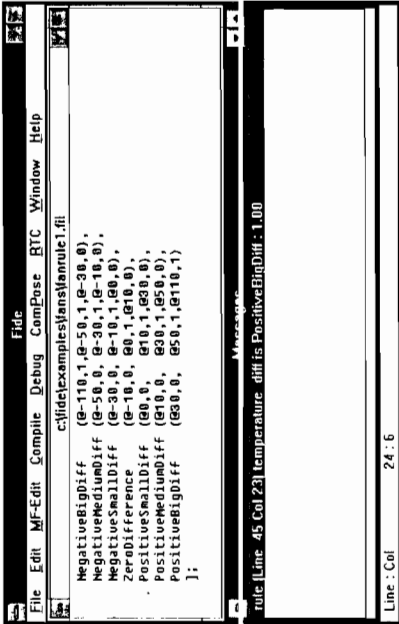 Fide
File Edit MF-Edit Compile Debug ComPose RTC Window Help
c:\fide\examples\fans\fanrule1.fil
NegativeBigDiff (@-110,1,@-50,1,@-30,0),
NegativeMediumDiff (@-50,0, @-30,1,@-10,0),
NegativeSmallDiff (@-30,0, @-10,1,@0,0),
ZeroDifference (@-10,0, @0,1,@10,0),
PositiveSmallDiff (@0,0, @10,1,@30,0),
PositiveMediumDiff (@10,0, @30,1,@50,0),
PositiveBigDiff (@30,0, @50,1,@110,1)
];
Messages
rule [Line 45 Col 23] temperature diff is PositiveBigDiff : 1.00
Line : Col 24 : 6